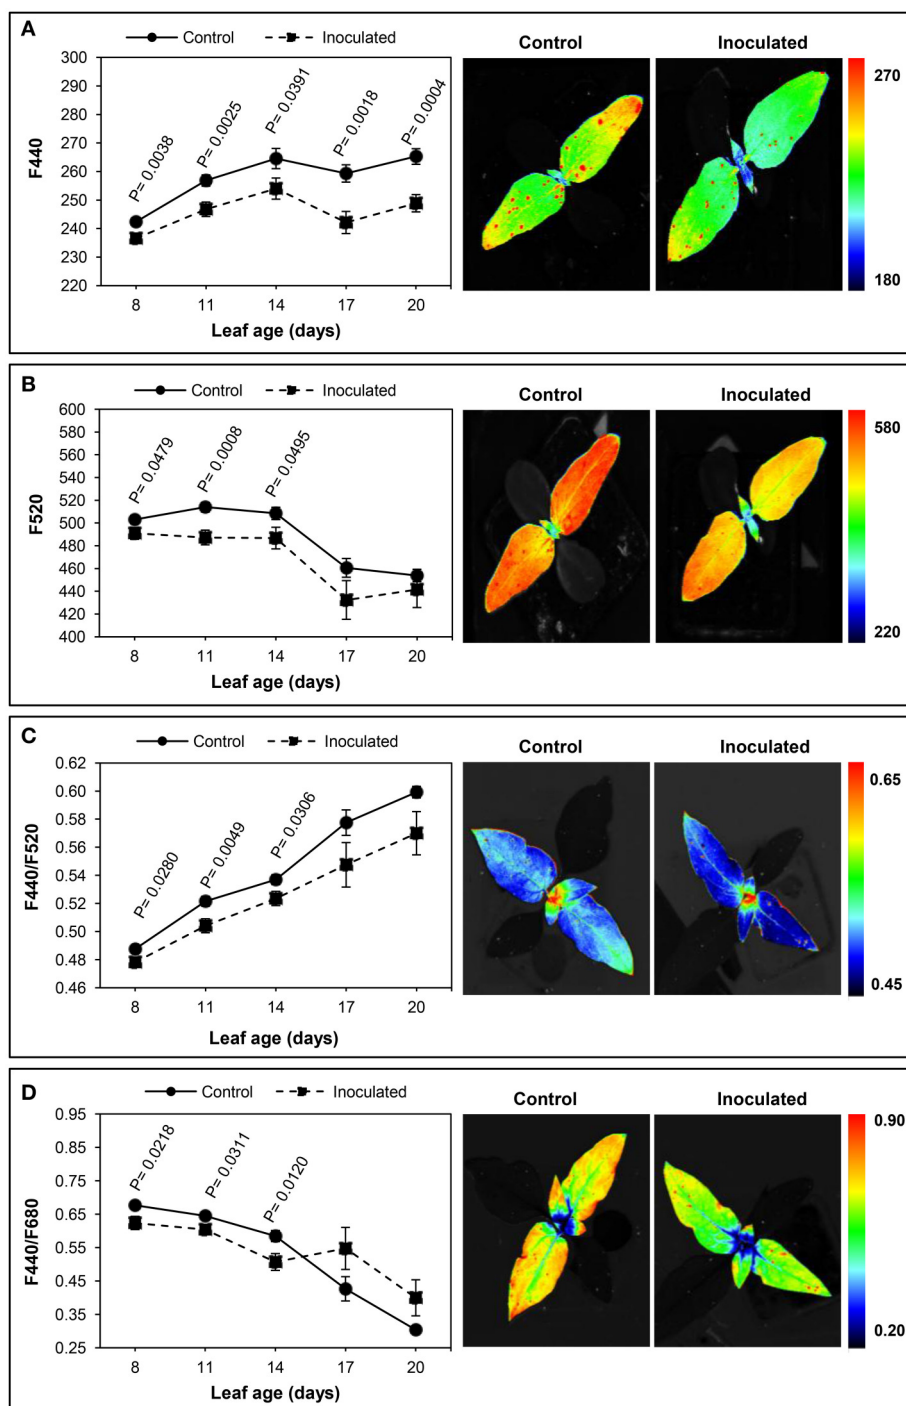 A
Control Inoculated
Control Inoculated
F440
300
290
280
270
260
250
240
230
220
P= 0.0038
P= 0.0025
P= 0.0391
P= 0.0018
P= 0.0004
8 11 14 17 20
Leaf age (days)
270
180
B
Control Inoculated
Control Inoculated
F520
600
580
560
540
520
500
480
460
440
420
400
P= 0.0479
P= 0.0008
P= 0.0495
8 11 14 17 20
Leaf age (days)
580
220
C
Control Inoculated
Control Inoculated
F440/F520
0.62
0.60
0.58
0.56
0.54
0.52
0.50
0.48
0.46
P= 0.0280
P= 0.0049
P= 0.0306
8 11 14 17 20
Leaf age (days)
0.65
0.45
D
Control Inoculated
Control Inoculated
F440/F680
0.95
0.85
0.75
0.65
0.55
0.45
0.35
0.25
P= 0.0218
P= 0.0311
P= 0.0120
8 11 14 17 20
Leaf age (days)
0.90
0.20